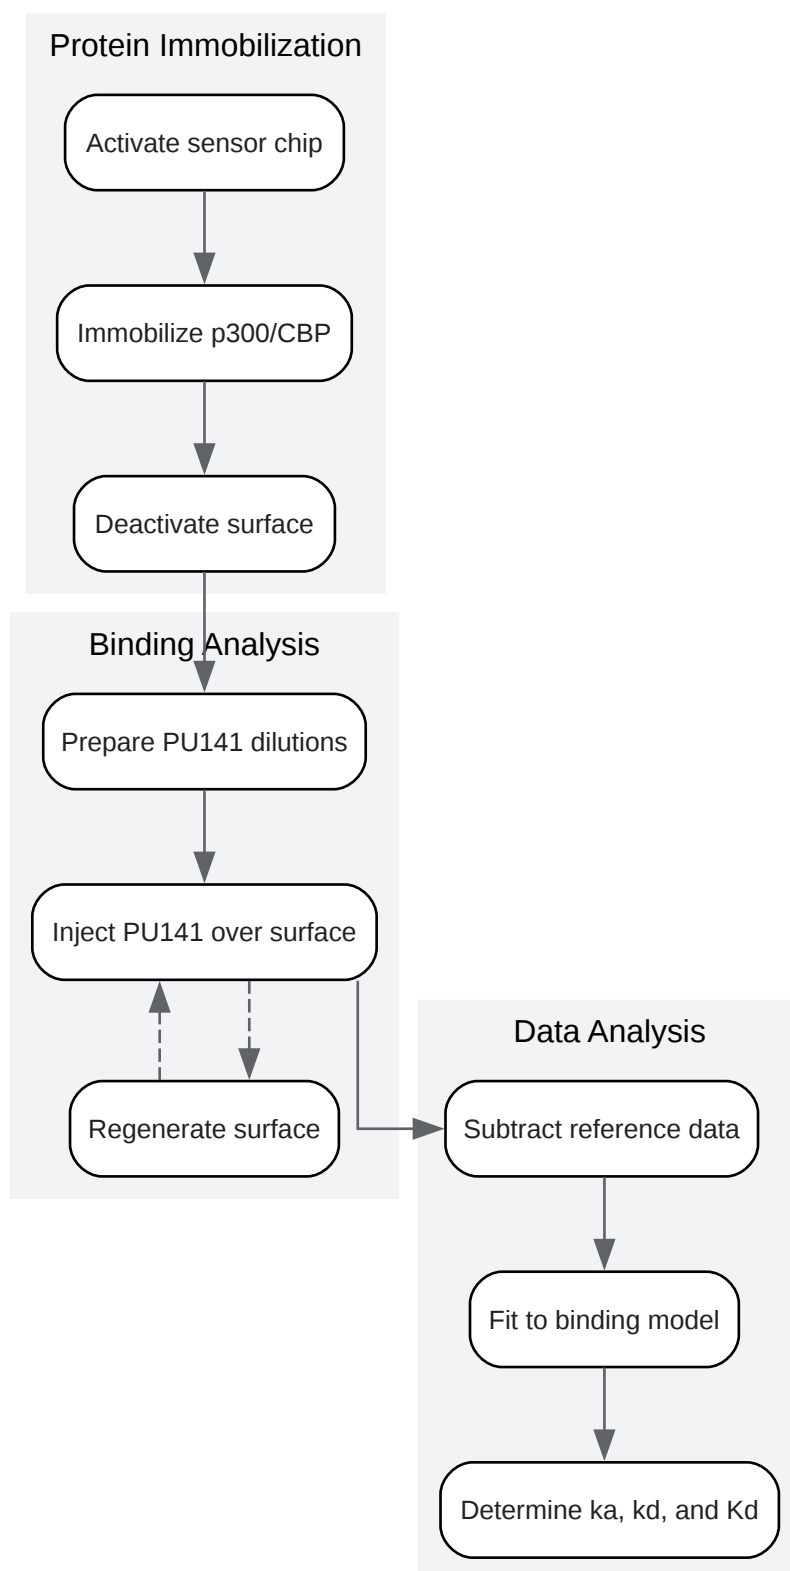 Protein Immobilization
Activate sensor chip
Immobilize p300/CBP
Deactivate surface
Binding Analysis
Prepare PU141 dilutions
Inject PU141 over surface
Regenerate surface
Data Analysis
Subtract reference data
Fit to binding model
Determine ka, kd, and Kd